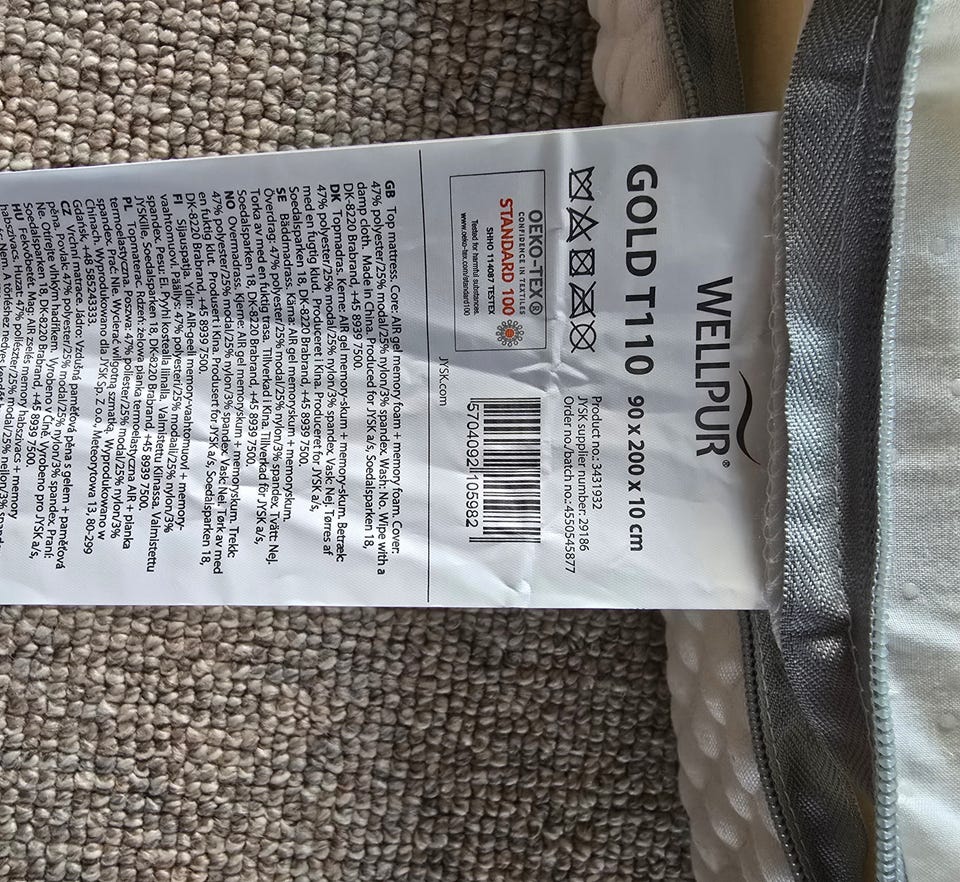 WELLPUR®
GOLD T110 90 x 200 x 10 cm
Product no.: 3431932
JYSK supplier number: 29186
Order no/batch no.: 4550545877
OEKO-TEX®
CONFIDENCE IN TEXTILES
STANDARD 100
SHHO 114087 TESTEX
Tested for harmful substances.
www.oeko-tex.com/standard100
5704092105982
JYSK.com
GB Top mattress. Core: AIR gel memory foam + memory foam. Cover:
47% polyester/25% modal/25% nylon/3% spandex. Wash: No. Wipe with a
damp cloth. Made in China. Produced for JYSK a/s, Soedalsparken 18,
DK-8220 Brabrand, +45 8939 7500.
DK Topmadras. Kerne: AIR gel memory-skum + memory-skum. Betræk:
47% polyester/25% modal/25% nylon/3% spandex. Vask: Nej. Tørres af
med en fugtig klud. Produceret i Kina. Produceret for JYSK a/s,
Soedalsparken 18, DK-8220 Brabrand, +45 8939 7500.
SE Bäddmadrass. Kärna: AIR gel memoryskum + memoryskum.
Överdrag: 47% polyester/25% modal/25% nylon/3% spandex. Tvätt: Nej.
Torka av med en fuktig trasa. Tillverkad i Kina. Tillverkad för JYSK a/s,
Soedalsparken 18, DK-8220 Brabrand, +45 8939 7500.
NO Overmadrass. Kjerne: AIR gel memoryskum + memoryskum. Trekk:
47% polyester/25% modal/25% nylon/3% spandex. Vask: Nei. Tørk av med
en fuktig klut. Produsert i Kina. Produsert for JYSK a/s, Soedalsparken 18,
DK-8220 Brabrand, +45 8939 7500.
FI Sijauspatja. Ydin: AIR-geeli memory-vaahtomuovi + memory-
vaahtomuovi. Päällys: 47% polyesteri/25% modaali/25% nylon/3%
spandex. Pesu: Ei. Pyyhi kostealla liinalla. Valmistettu Kiinassa. Valmistettu
JYSKille, Soedalsparken 18, DK-8220 Brabrand, +45 8939 7500.
PL Topmaterac. Rdzeń: żelowa pianka termoelastyczna AIR + pianka
termoelastyczna. Poszwa: 47% poliester/25% modal/25% nylon/3%
spandex. Prać: Nie. Wycierać wilgotną szmatką. Wyprodukowano w
Chinach. Wyprodukowano dla JYSK Sp. Z o.o., Meteorytowa 13, 80-299
Gdańsk, +48 585243333.
CZ Vrchní matrace. Jádro: Vzdušná paměťová pěna s gelem + paměťová
pěna. Povlak: 47% polyester/25% modal/25% nylon/3% spandex. Praní:
Ne. Otřejte vlhkým hadříkem. Vyrobeno v Číně. Vyrobeno pro JYSK a/s,
Soedalsparken 18, DK-8220 Brabrand, +45 8939 7500.
HU Fekvőbetét. Mag: AIR zselés memory habszivacs + memory
habszivacs. Huzat: 47% poliészter/25% modal/25% nejlon/3% spandex.
Nem. A törléshez nedves